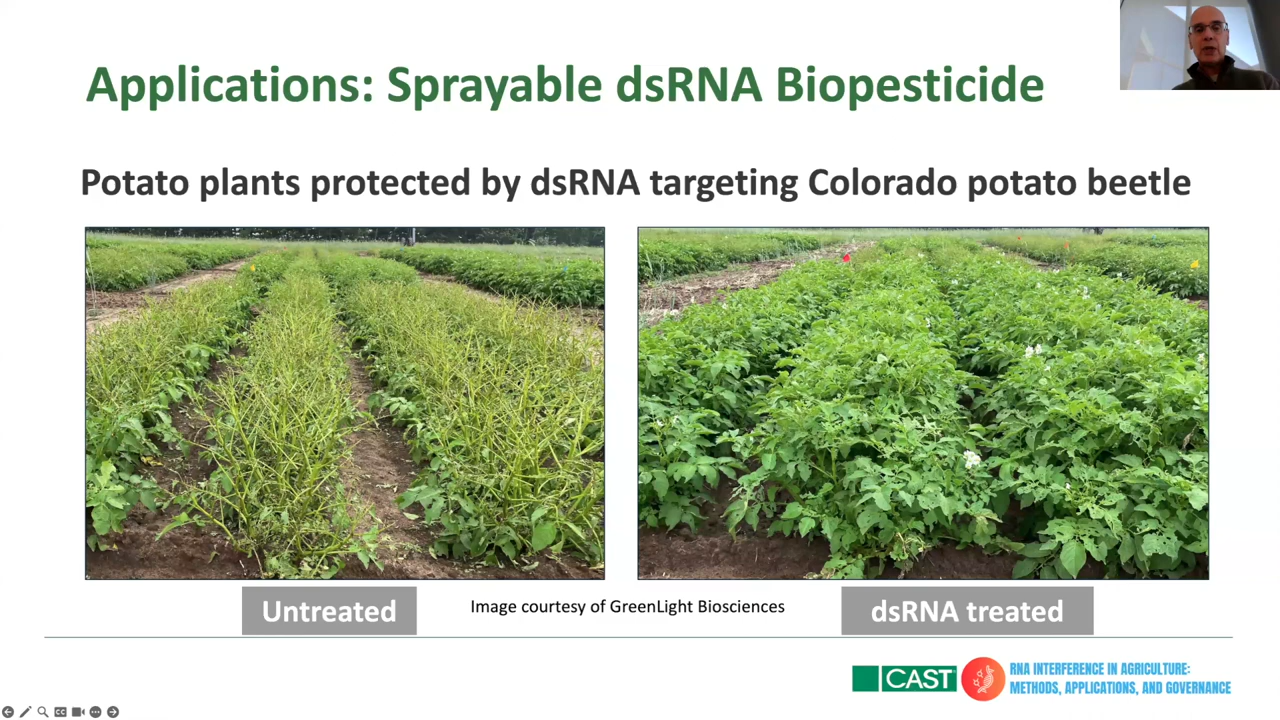 Applications: Sprayable dsRNA Biopesticide
Potato plants protected by dsRNA targeting Colorado potato beetle
Untreated
Image courtesy of GreenLight Biosciences
dsRNA treated
CAST
RNA INTERFERENCE IN AGRICULTURE:
METHODS, APPLICATIONS, AND GOVERNANCE